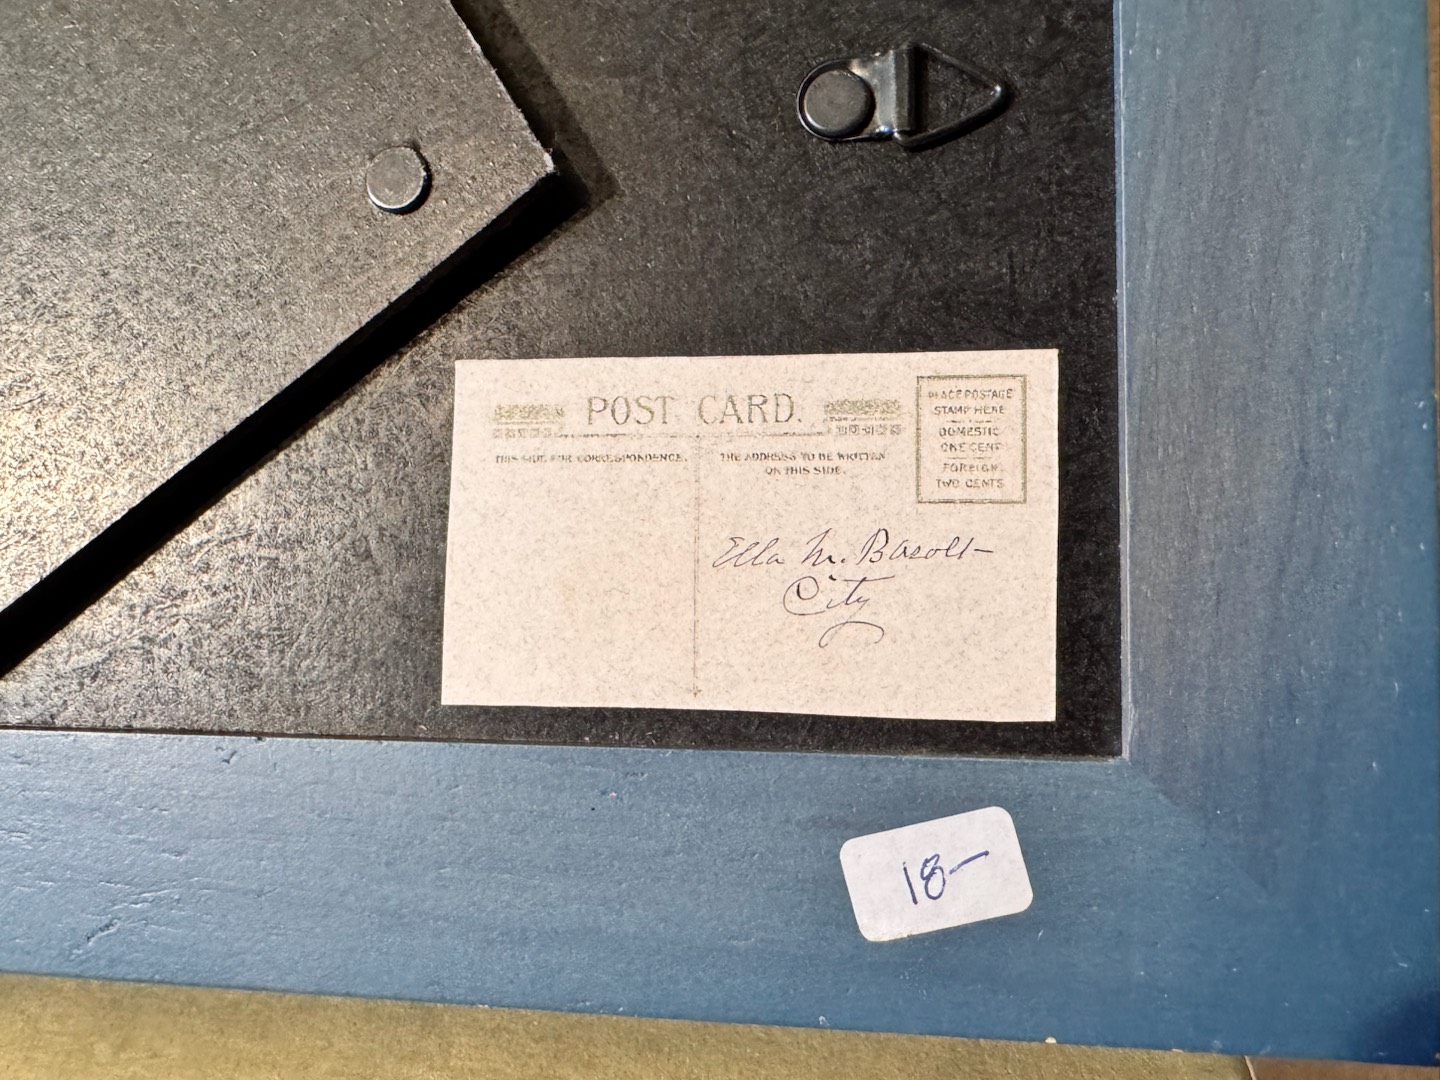 POST CARD.
THIS SIDE FOR CORRESPONDENCE.
THE ADDRESS TO BE WRITTEN
ON THIS SIDE.
PLACE POSTAGE
STAMP HERE
DOMESTIC
ONE CENT
FOREIGN
TWO CENTS
Ella M.
City
18-